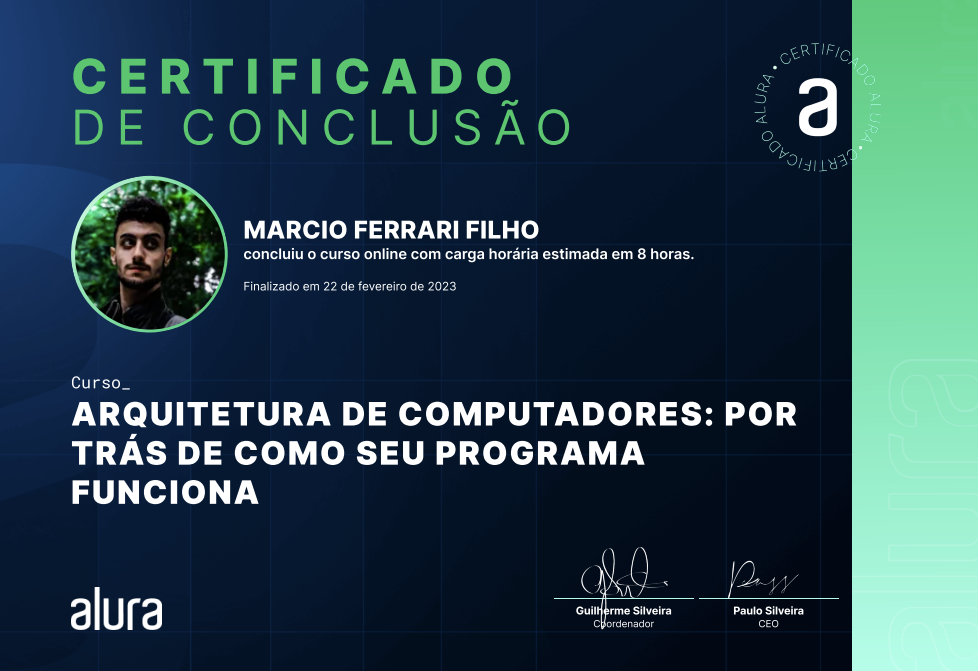 CERTIFICADO
DE CONCLUSÃO
CERTIFICADO ALURA • CERTIFICADO ALURA •
a
MARCIO FERRARI FILHO
concluiu o curso online com carga horária estimada em 8 horas.
Finalizado em 22 de fevereiro de 2023
Curso_
ARQUITETURA DE COMPUTADORES: POR
TRÁS DE COMO SEU PROGRAMA
FUNCIONA
alura
Guilherme Silveira
Coordenador
Paulo Silveira
CEO
alura